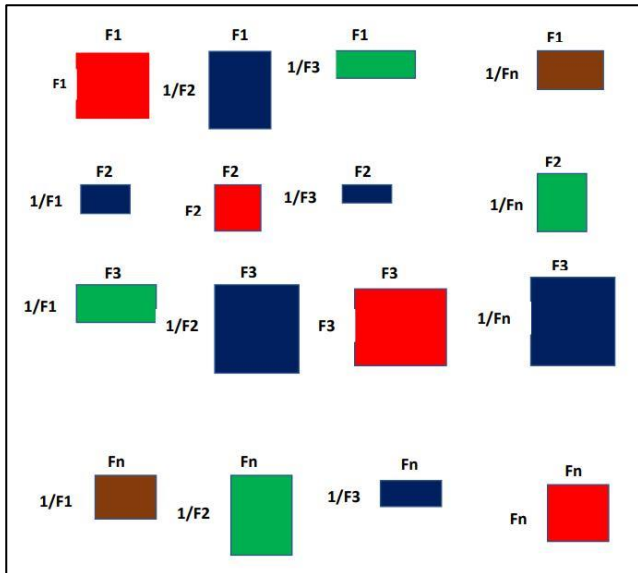 F1 F1 F1 F1
F1 1/F2 1/F3 1/Fn
F2 F2 F2 F2
1/F1 F2 1/F3 1/Fn
F3 F3 F3 F3
1/F1 1/F2 F3 1/Fn
Fn Fn Fn Fn
1/F1 1/F2 1/F3 Fn